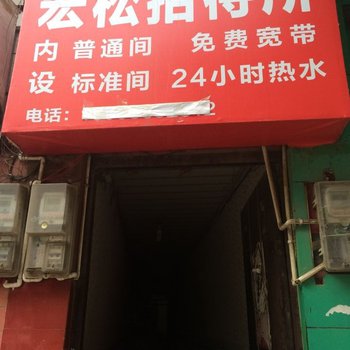 宏松招待所
内 普通间 免费宽带
设 标准间 24小时热水
电话：